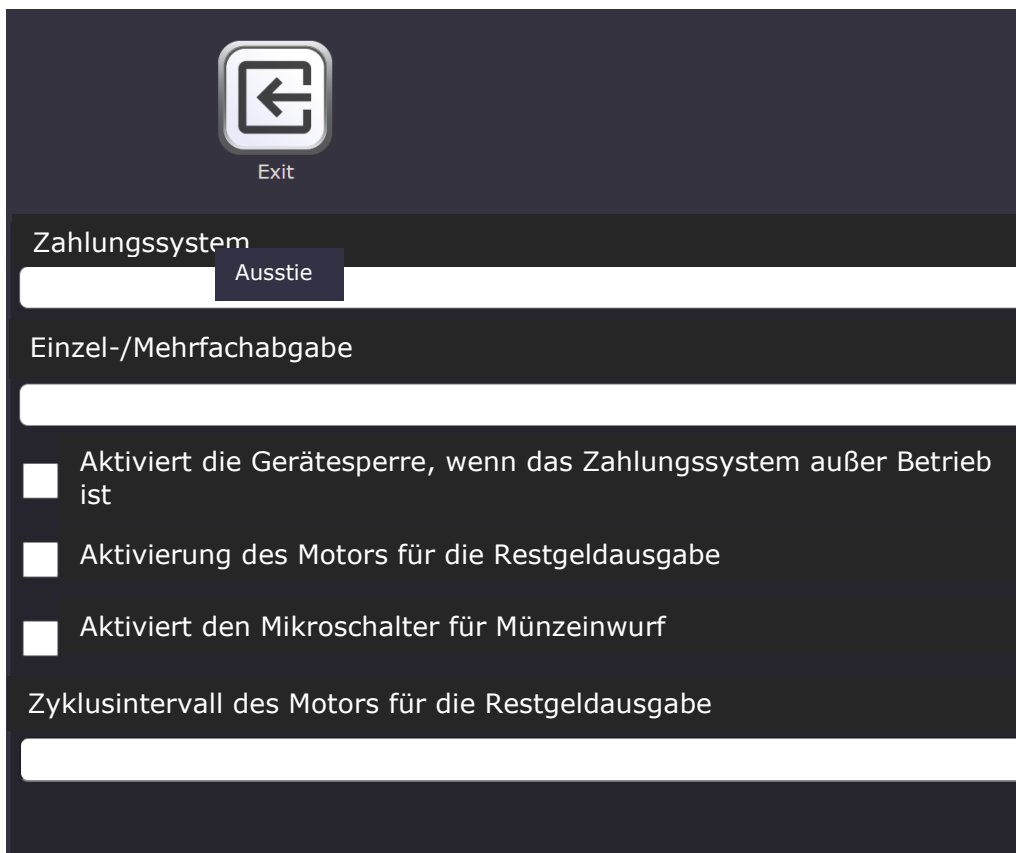 Exit
Zahlungssystem
Ausstie
Einzel-/Mehrfachabgabe
Aktiviert die Gerätesperre, wenn das Zahlungssystem außer Betrieb
ist
Aktivierung des Motors für die Restgeldausgabe
Aktiviert den Mikroschalter für Münzeinwurf
Zyklusintervall des Motors für die Restgeldausgabe